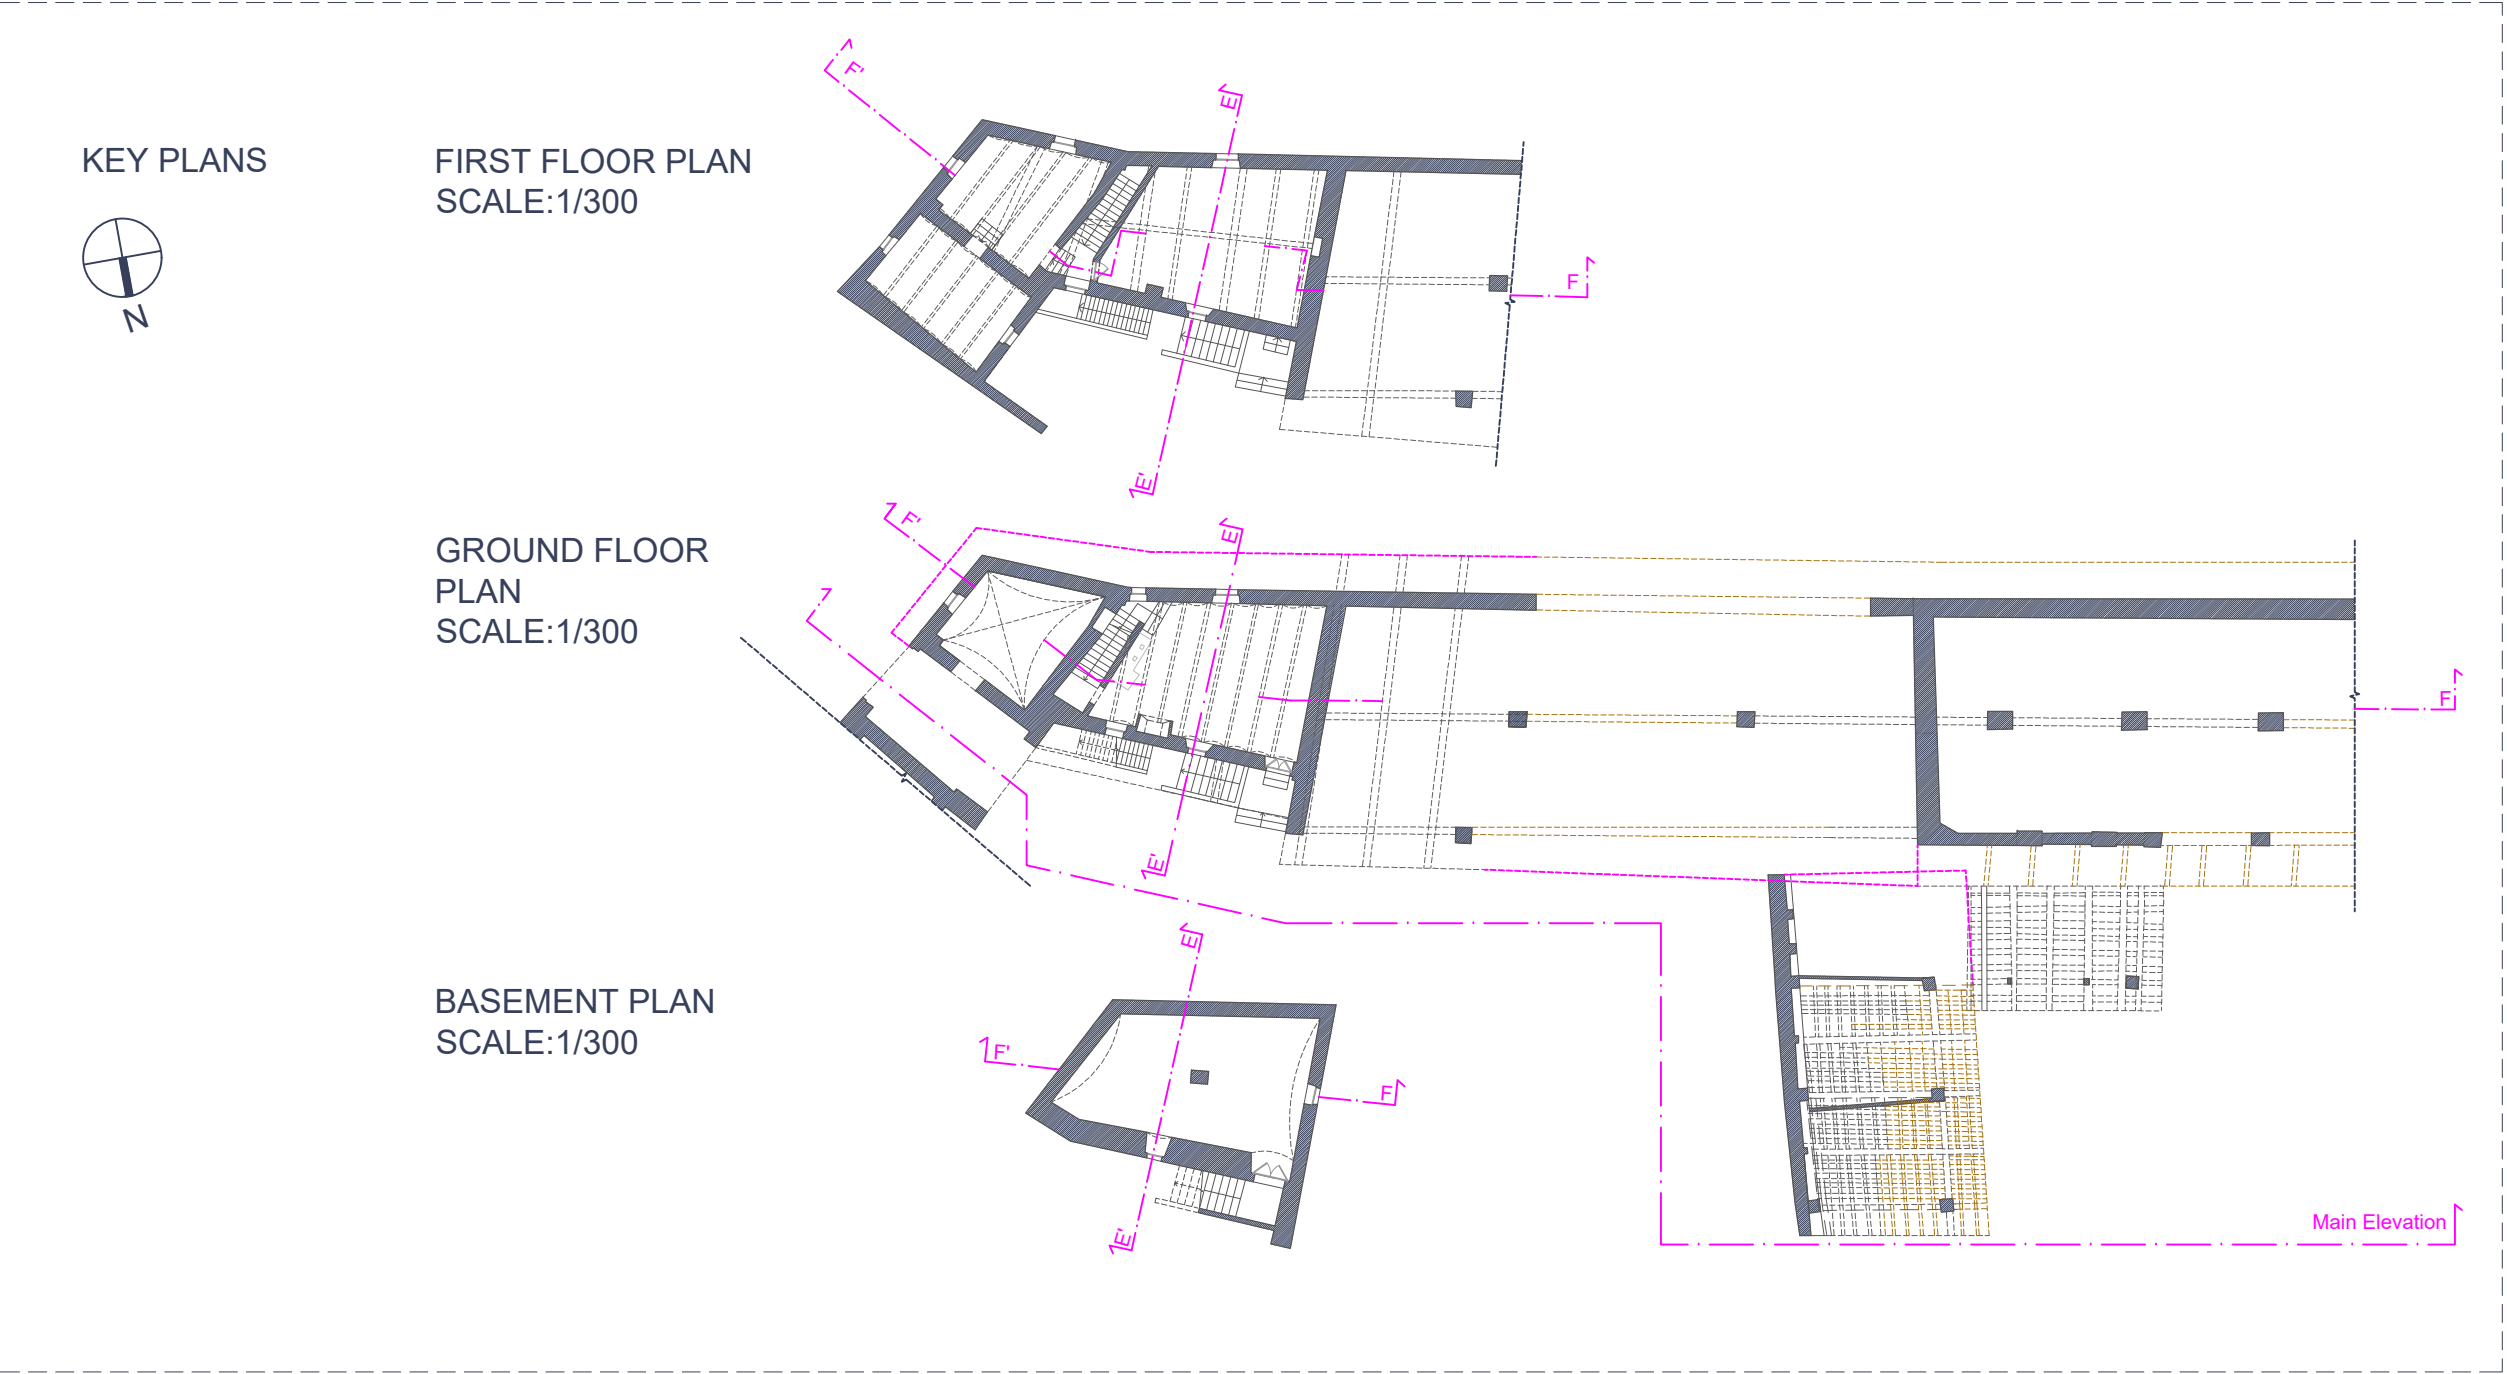 KEY PLANS
N
FIRST FLOOR PLAN
SCALE:1/300
F'
E
F
E'
GROUND FLOOR
PLAN
SCALE:1/300
F'
E
F
E'
BASEMENT PLAN
SCALE:1/300
E
F'
F
E'
Main Elevation